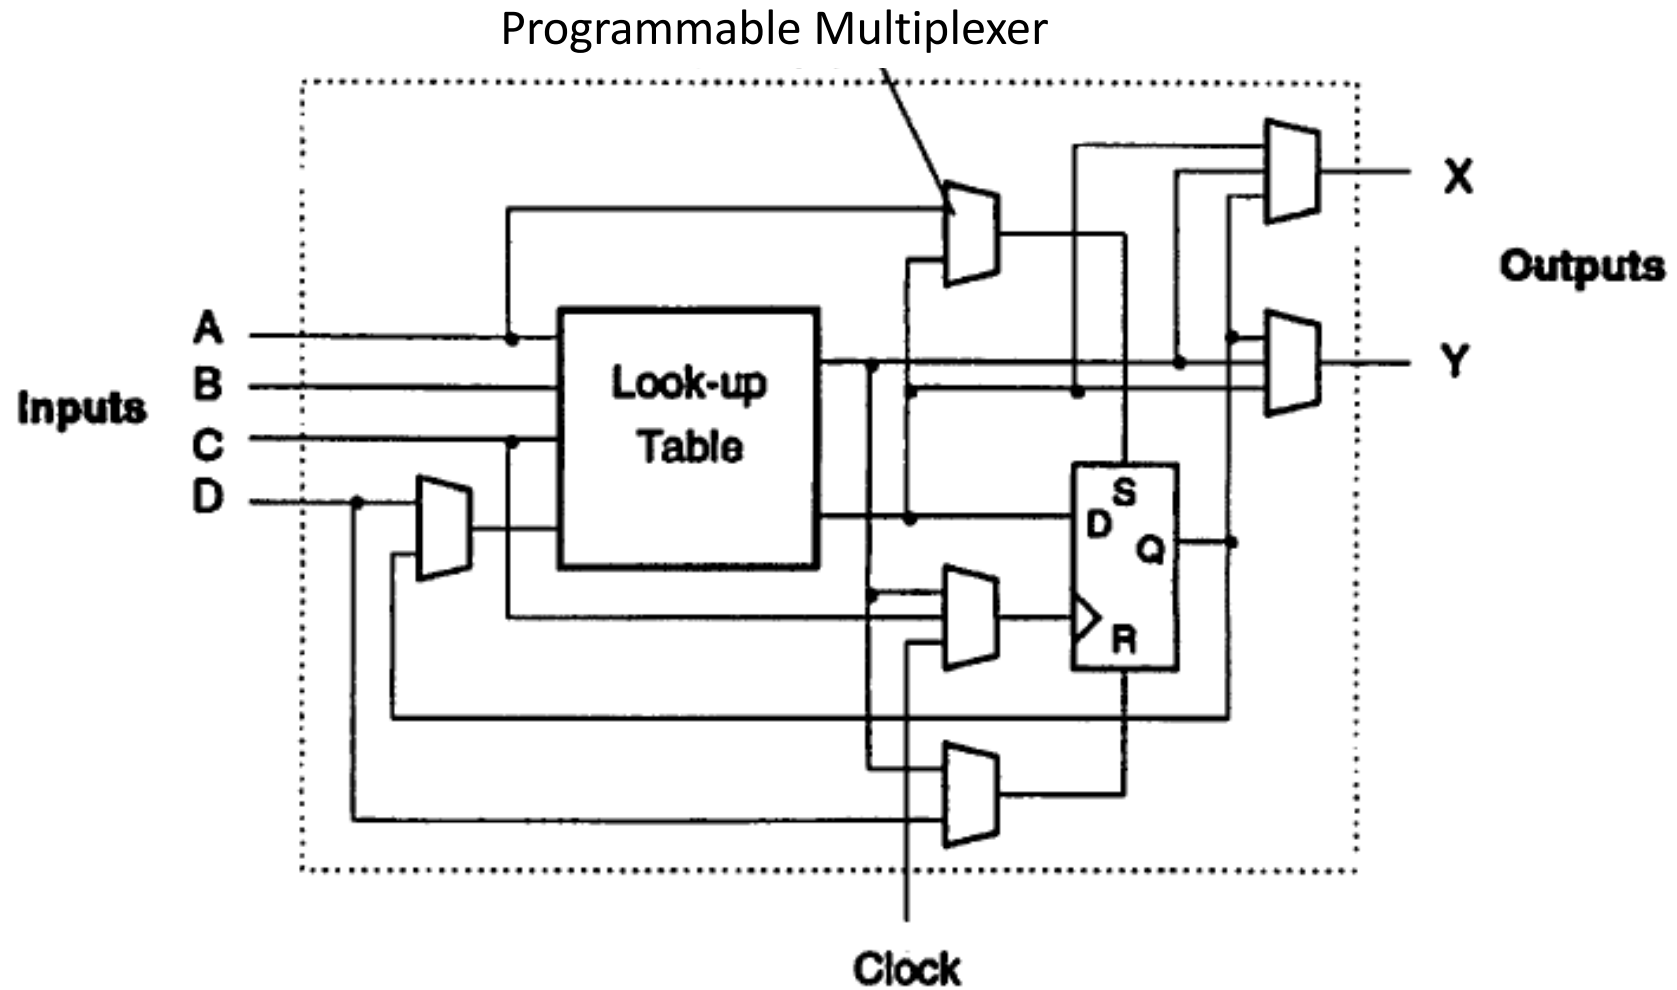 Programmable Multiplexer
X
Outputs
A
Look-up
Y
B
Inputs
C
Table
D
S
D
Q
R
Clock